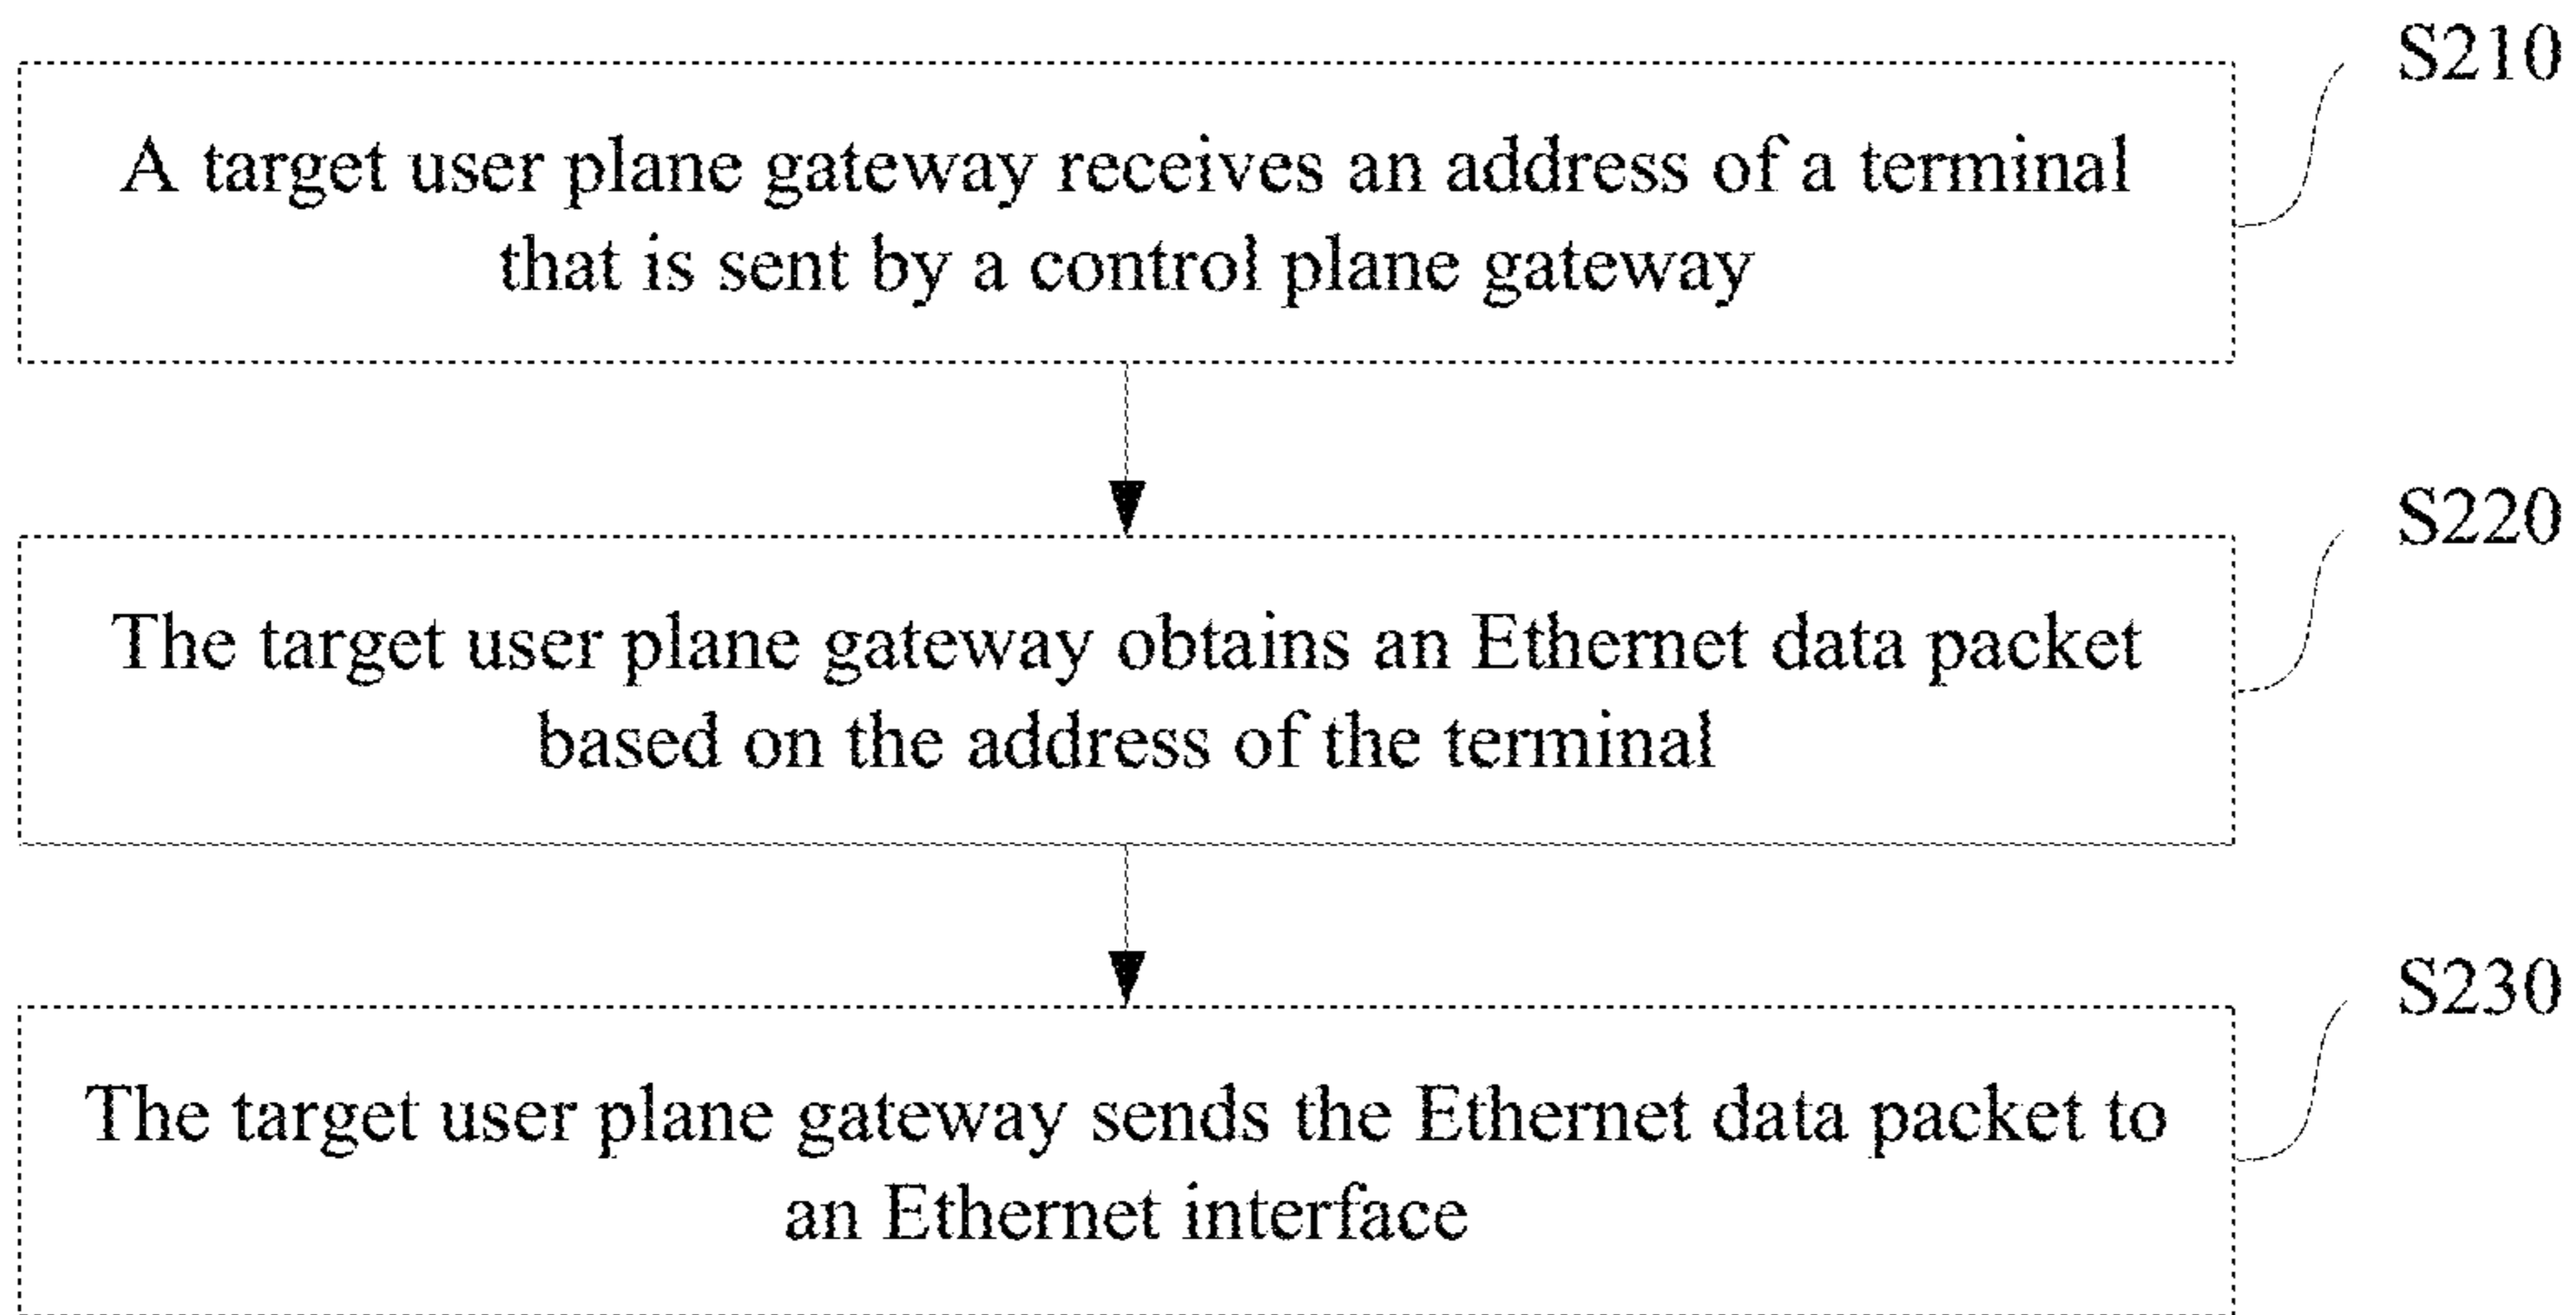 S210
A target user plane gateway receives an address of a terminal
that is sent by a control plane gateway
S220
The target user plane gateway obtains an Ethernet data packet
based on the address of the terminal
S230
The target user plane gateway sends the Ethernet data packet to
an Ethernet interface